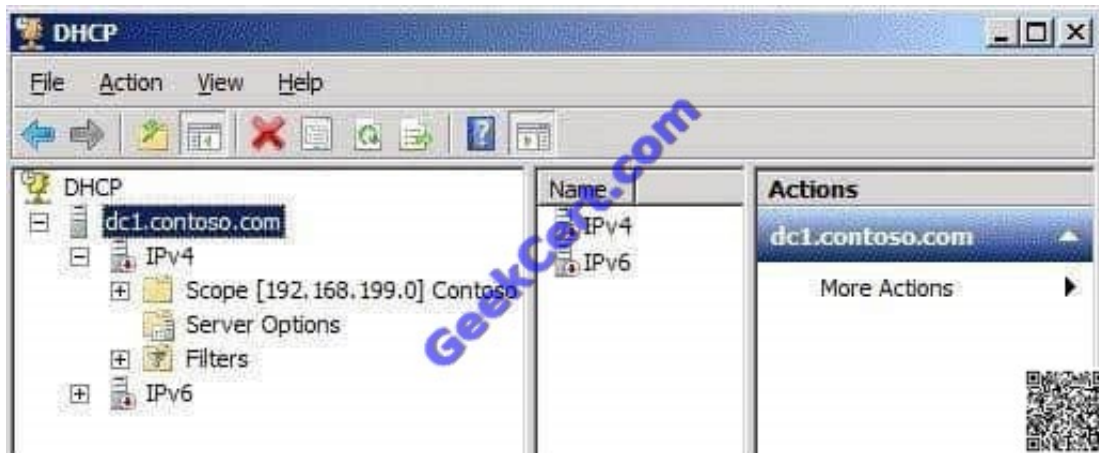 DHCP
File Action View Help
DHCP
dc1.contoso.com
IPv4
Scope [192.168.199.0] Contoso
Server Options
Filters
IPv6
Name
IPv4
IPv6
Actions
dc1.contoso.com
More Actions
GeekCert.com